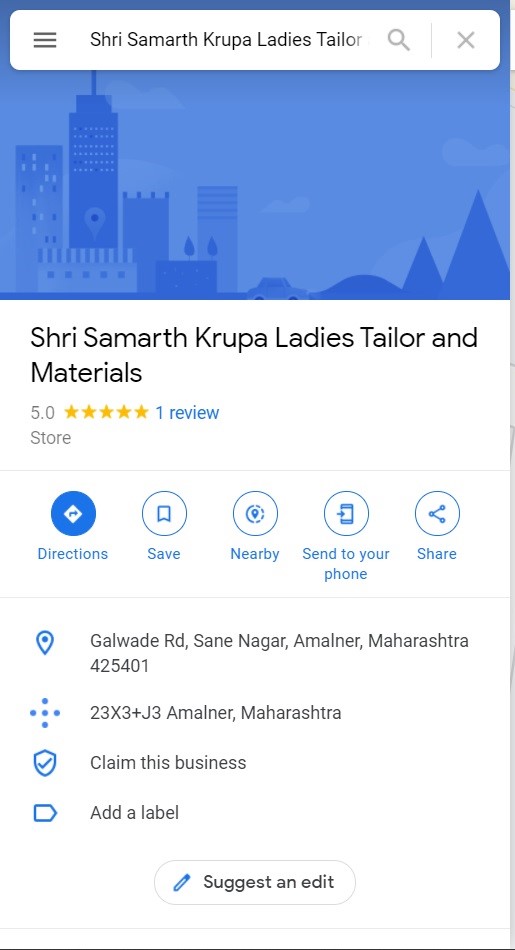 Shri Samarth Krupa Ladies Tailor
Shri Samarth Krupa Ladies Tailor and
Materials
5.0 1 review
Store
Directions Save Nearby Send to your Share
phone
Galwade Rd, Sane Nagar, Amalner, Maharashtra
425401
23X3+J3 Amalner, Maharashtra
Claim this business
Add a label
Suggest an edit